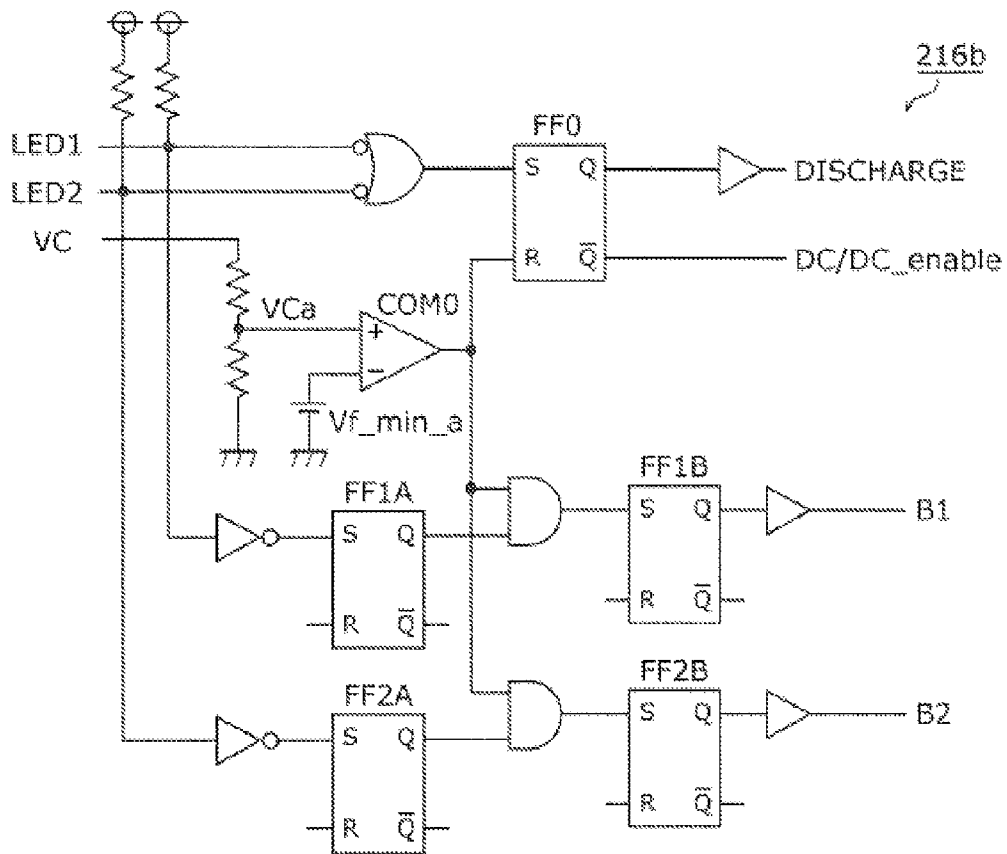 216b
LED1
LED2
VC
FF0
S Q
R Q̅
DISCHARGE
DC/DC_enable
VCa
COM0
+
−
Vf_min_a
FF1A
S Q
R Q̅
FF1B
S Q
R Q̅
B1
FF2A
S Q
R Q̅
FF2B
S Q
R Q̅
B2